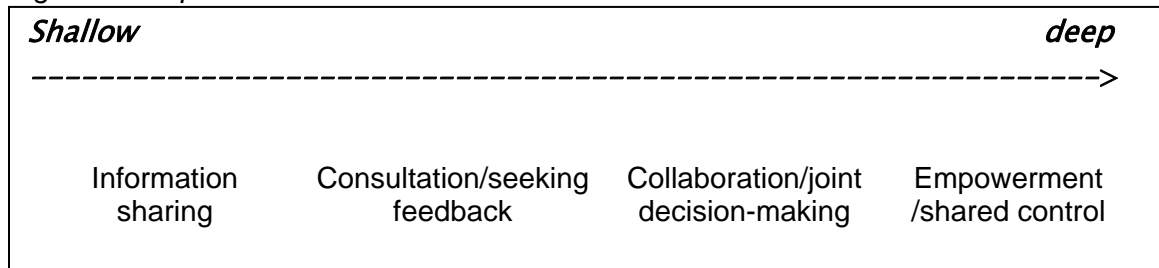 Shallow deep
------------------------------------------------------------------>
Information Consultation/seeking Collaboration/joint Empowerment
sharing feedback decision-making /shared control